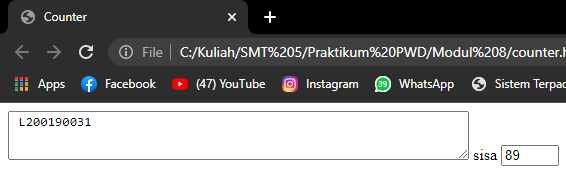 Counter
File C:/Kuliah/SMT%205/Praktikum%20PWD/Modul%208/counter.h
Apps Facebook (47) YouTube Instagram 39 WhatsApp Sistem Terpad
L200190031
sisa 89